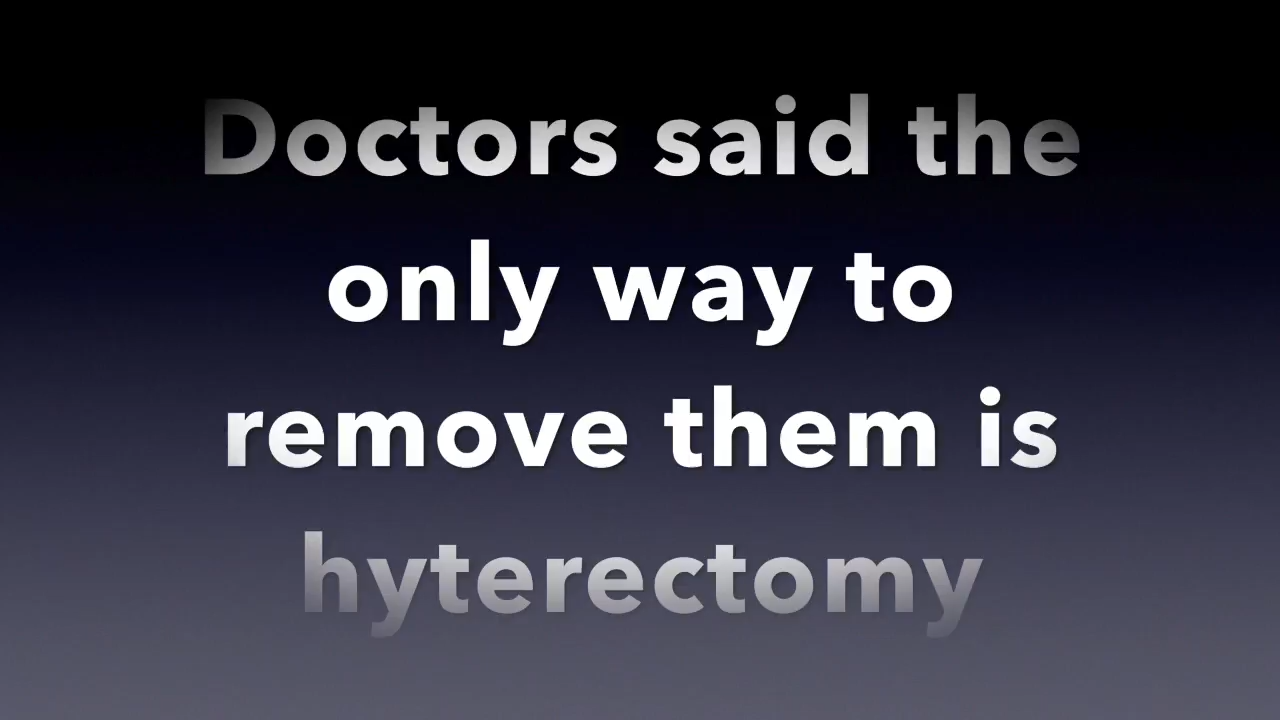 Doctors said the
only way to
remove them is
hyterectomy